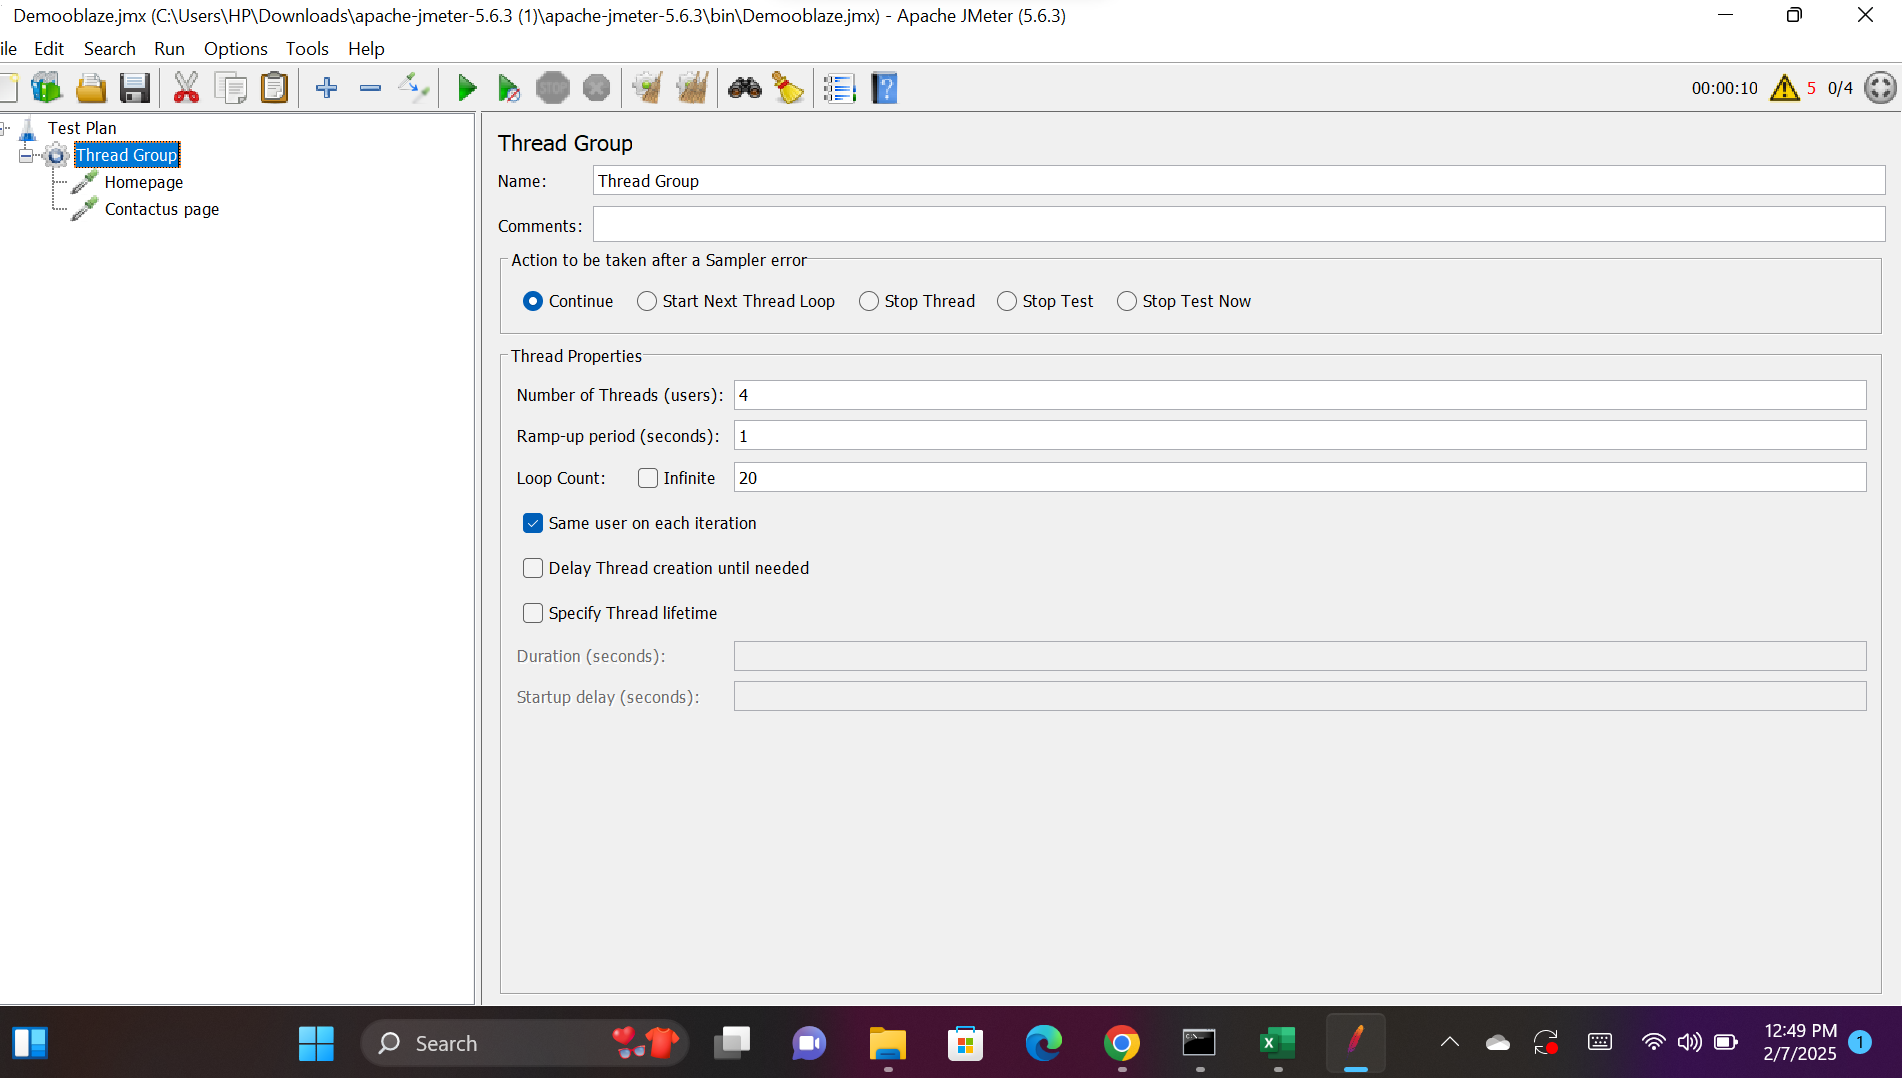 Demooblaze.jmx (C:\Users\HP\Downloads\apache-jmeter-5.6.3 (1)\apache-jmeter-5.6.3\bin\Demooblaze.jmx) - Apache JMeter (5.6.3)
ile Edit Search Run Options Tools Help
STOP
00:00:10 5 0/4
Test Plan
Thread Group
Homepage
Contactus page
Thread Group
Name: Thread Group
Comments:
Action to be taken after a Sampler error
Continue Start Next Thread Loop Stop Thread Stop Test Stop Test Now
Thread Properties
Number of Threads (users): 4
Ramp-up period (seconds): 1
Loop Count: Infinite 20
Same user on each iteration
Delay Thread creation until needed
Specify Thread lifetime
Duration (seconds):
Startup delay (seconds):
Search
12:49 PM
2/7/2025
1